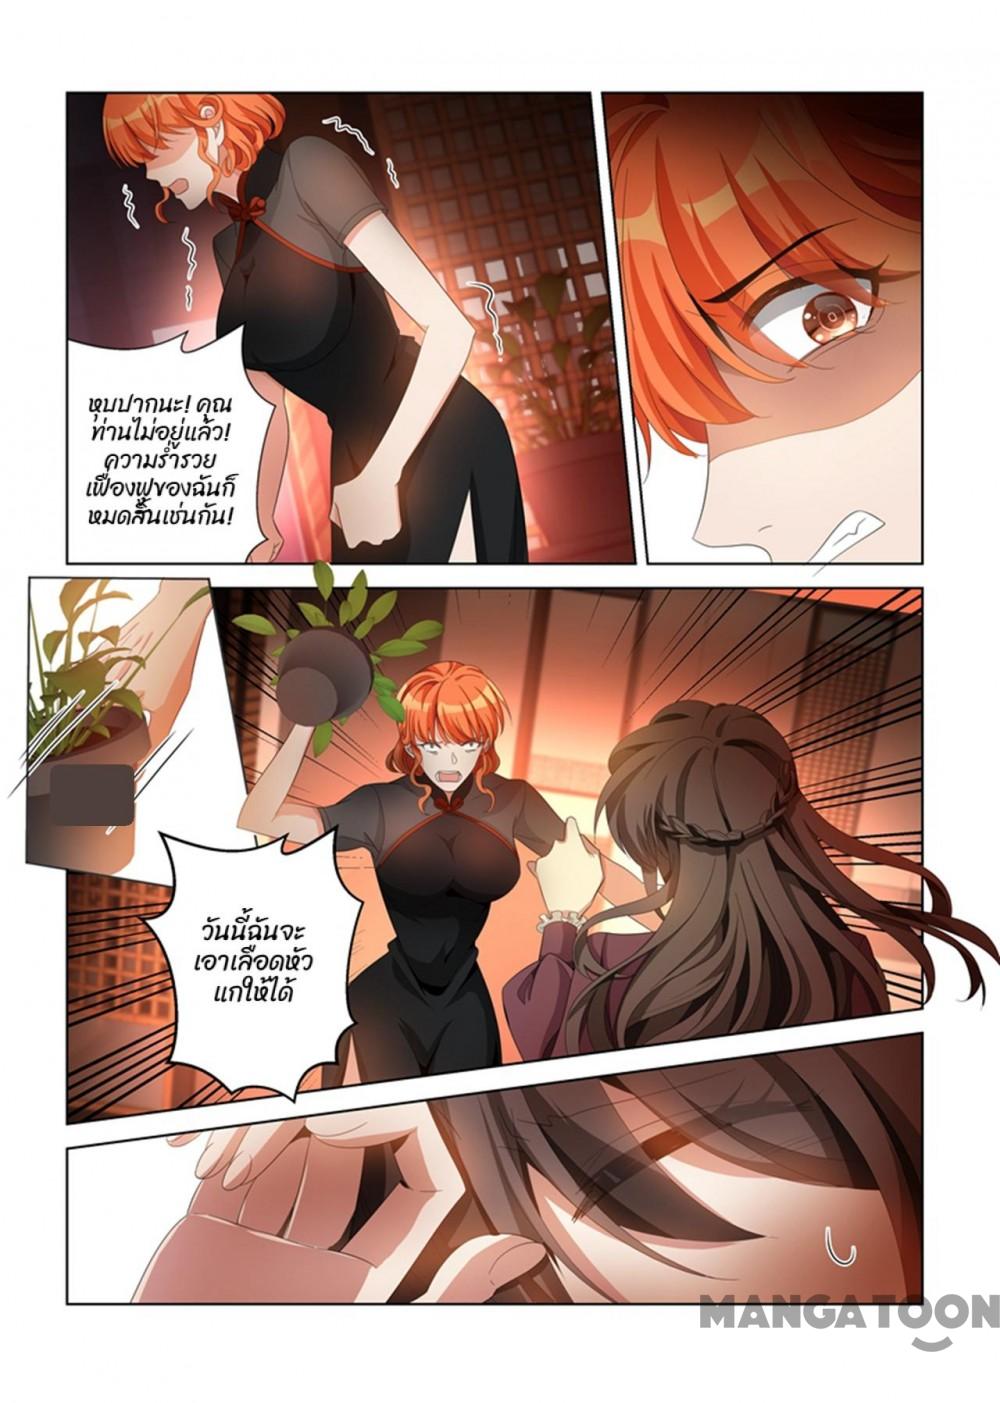 หุบปากนะ! คุณ
ท่านไม่อยู่แล้ว!
ความร่ำรวย
เฟื่องฟูของฉันก็
หมดสิ้นเช่นกัน!
วันนี้ฉันจะ
เอาเลือดหัว
แกให้ได้
MANGATOON